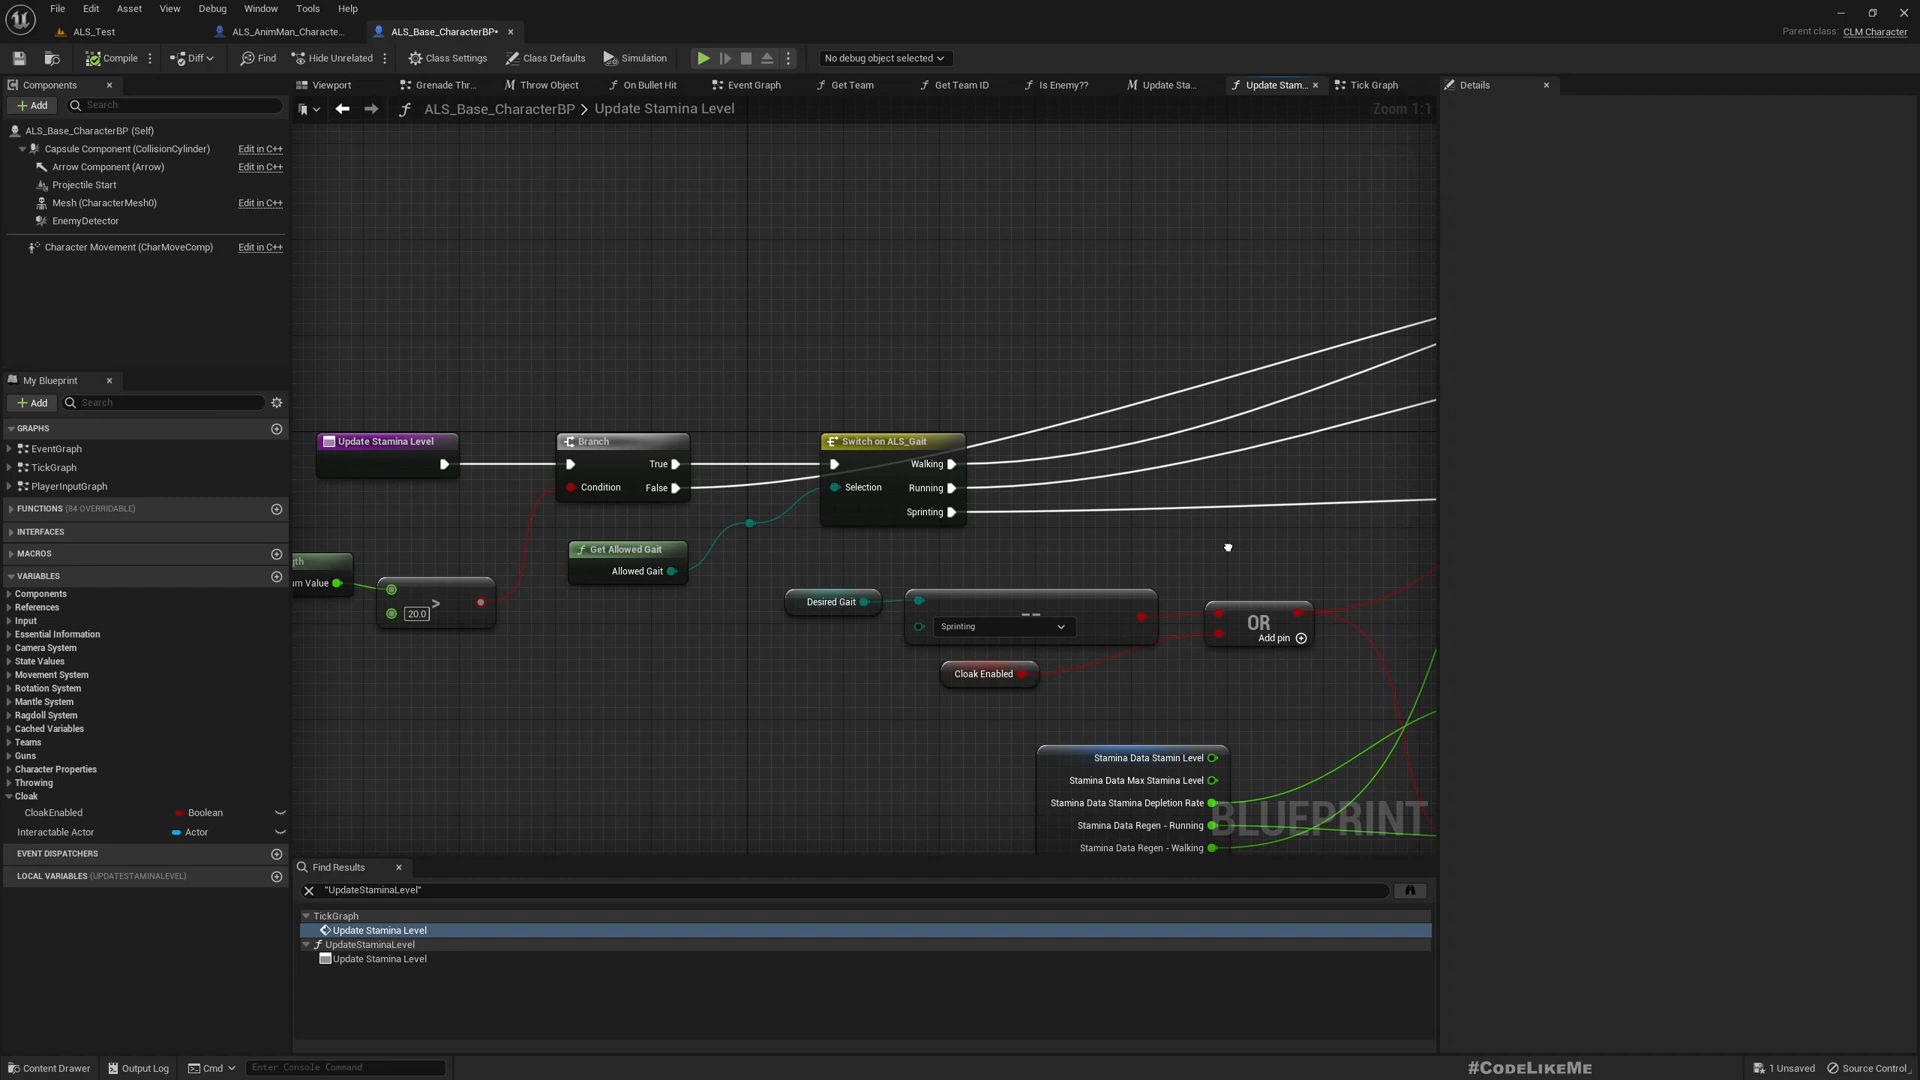 File Edit Asset View Debug Window Tools Help
ALS_Test ALS_AnimMan_Characte... ALS_Base_CharacterBP•
Parent class: CLM Character
Compile Diff Find Hide Unrelated Class Settings Class Defaults Simulation No debug object selected
Components
Viewport Grenade Thr... Throw Object On Bullet Hit Event Graph Get Team Get Team ID Is Enemy?? Update Sta... Update Stam... Tick Graph Details
Add Search
ALS_Base_CharacterBP > Update Stamina Level Zoom 1:1
ALS_Base_CharacterBP (Self)
Capsule Component (CollisionCylinder) Edit in C++
Arrow Component (Arrow) Edit in C++
Projectile Start
Mesh (CharacterMesh0) Edit in C++
EnemyDetector
Character Movement (CharMoveComp) Edit in C++
My Blueprint
Add Search
GRAPHS
EventGraph
TickGraph
PlayerInputGraph
FUNCTIONS (84 OVERRIDABLE)
INTERFACES
MACROS
VARIABLES
Components
References
Input
Essential Information
Camera System
State Values
Movement System
Rotation System
Mantle System
Ragdoll System
Cached Variables
Teams
Guns
Character Properties
Throwing
Cloak
CloakEnabled Boolean
Interactable Actor Actor
EVENT DISPATCHERS
LOCAL VARIABLES (UPDATESTAMINALEVEL)
Update Stamina Level
Branch
True
Condition False
Switch on ALS_Gait
Walking
Selection Running
Sprinting
Get Allowed Gait
Allowed Gait
gth
urn Value
>
20.0
Desired Gait
==
Sprinting
OR
Add pin
Cloak Enabled
Stamina Data Stamin Level
Stamina Data Max Stamina Level
Stamina Data Stamina Depletion Rate
Stamina Data Regen - Running
Stamina Data Regen - Walking
BLUEPRINT
Find Results
"UpdateStaminaLevel"
TickGraph
Update Stamina Level
UpdateStaminaLevel
Update Stamina Level
Content Drawer Output Log Cmd Enter Console Command #CODELIKEME 1 Unsaved Source Control